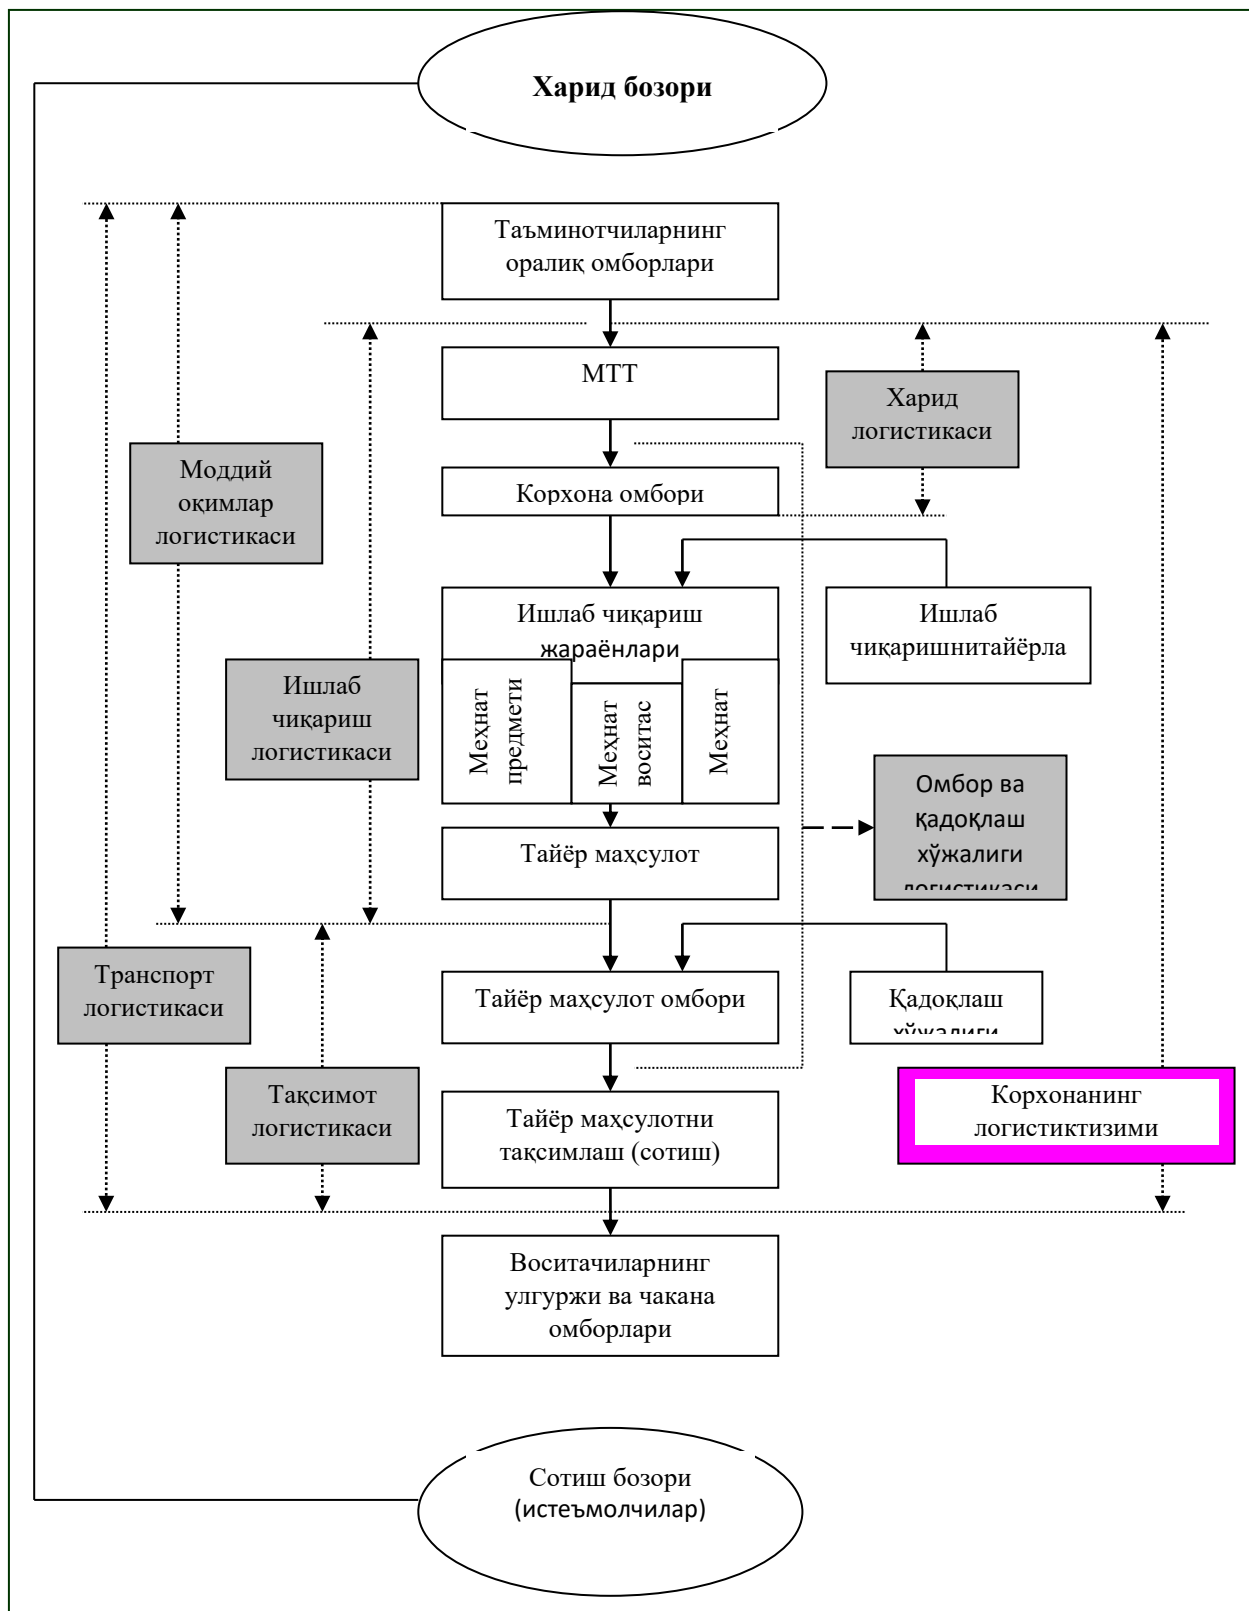 Харид бозори
Таъминотчиларнинг
оралиқ омборлари
МТТ
Харид
логистикаси
Моддий
оқимлар
логистикаси
Корхона омбори
Ишлаб чиқариш
жараёнлари
Ишлаб
чиқаришнитайёрла
Ишлаб
чиқариш
логистикаси
Меҳнат
предмети
Меҳнат
воситас
Меҳнат
Омбор ва
қадоқлаш
хўжалиги
логистикаси
Тайёр маҳсулот
Транспорт
логистикаси
Тайёр маҳсулот омбори
Қадоқлаш
хўжалиги
Тақсимот
логистикаси
Тайёр маҳсулотни
тақсимлаш (сотиш)
Корхонанинг
логистиктизими
Воситачиларнинг
улгуржи ва чакана
омборлари
Сотиш бозори
(истеъмолчилар)